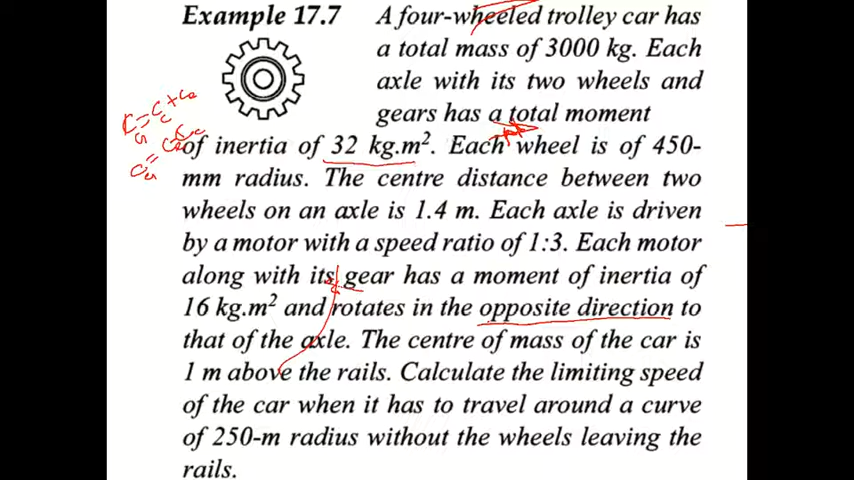 Example 17.7 A four-wheeled trolley car has
a total mass of 3000 kg. Each
axle with its two wheels and
gears has a total moment
of inertia of 32 kg.m². Each wheel is of 450-
mm radius. The centre distance between two
wheels on an axle is 1.4 m. Each axle is driven
by a motor with a speed ratio of 1:3. Each motor
along with its gear has a moment of inertia of
16 kg.m² and rotates in the opposite direction to
that of the axle. The centre of mass of the car is
1 m above the rails. Calculate the limiting speed
of the car when it has to travel around a curve
of 250-m radius without the wheels leaving the
rails.